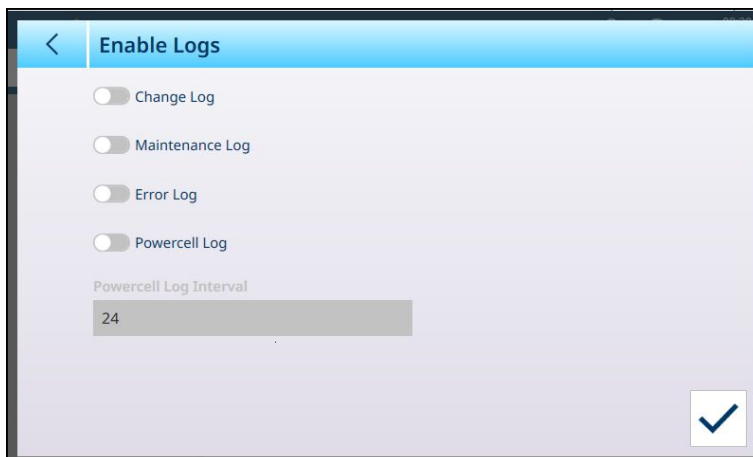 Enable Logs
Change Log
Maintenance Log
Error Log
Powercell Log
Powercell Log Interval
24